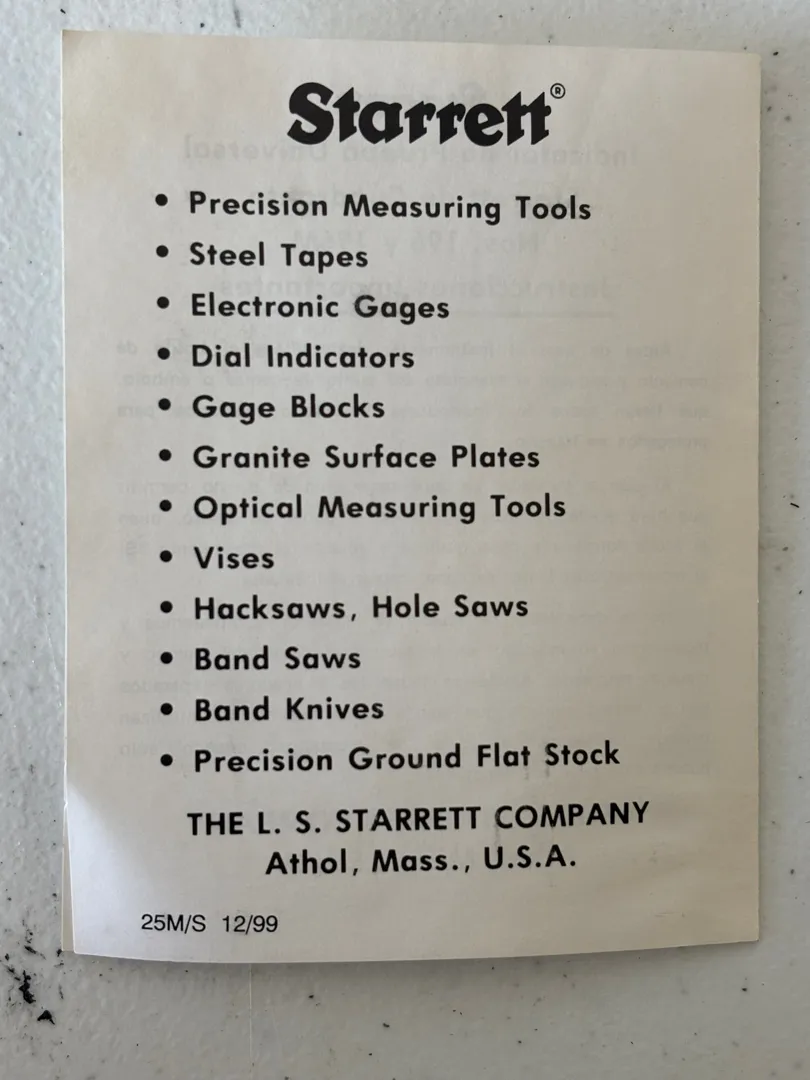 Starrett®
• Precision Measuring Tools
• Steel Tapes
• Electronic Gages
• Dial Indicators
• Gage Blocks
• Granite Surface Plates
• Optical Measuring Tools
• Vises
• Hacksaws, Hole Saws
• Band Saws
• Band Knives
• Precision Ground Flat Stock
THE L. S. STARRETT COMPANY
Athol, Mass., U.S.A.
25M/S 12/99